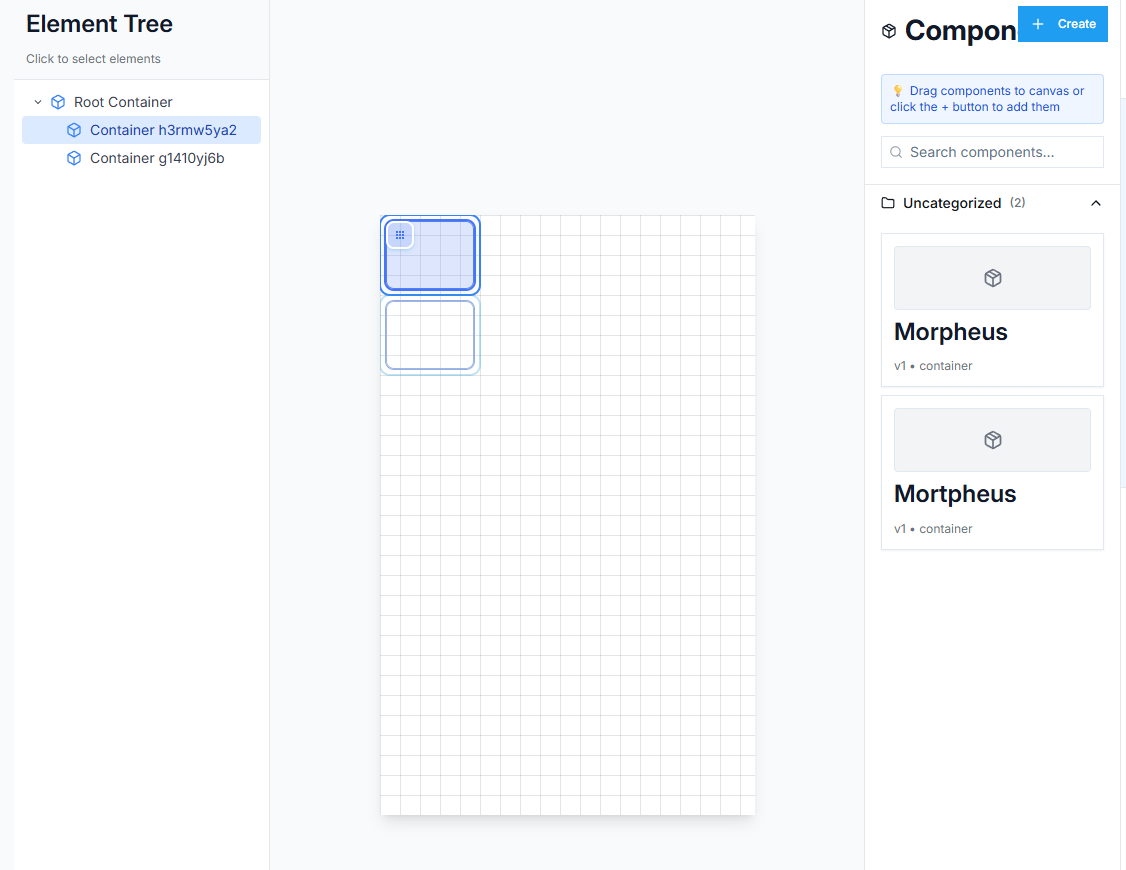 Element Tree
Click to select elements
Root Container
Container h3rmw5ya2
Container g1410yj6b
Compon
+ Create
💡 Drag components to canvas or
click the + button to add them
Search components...
Uncategorized (2)
Morpheus
v1 • container
Mortpheus
v1 • container